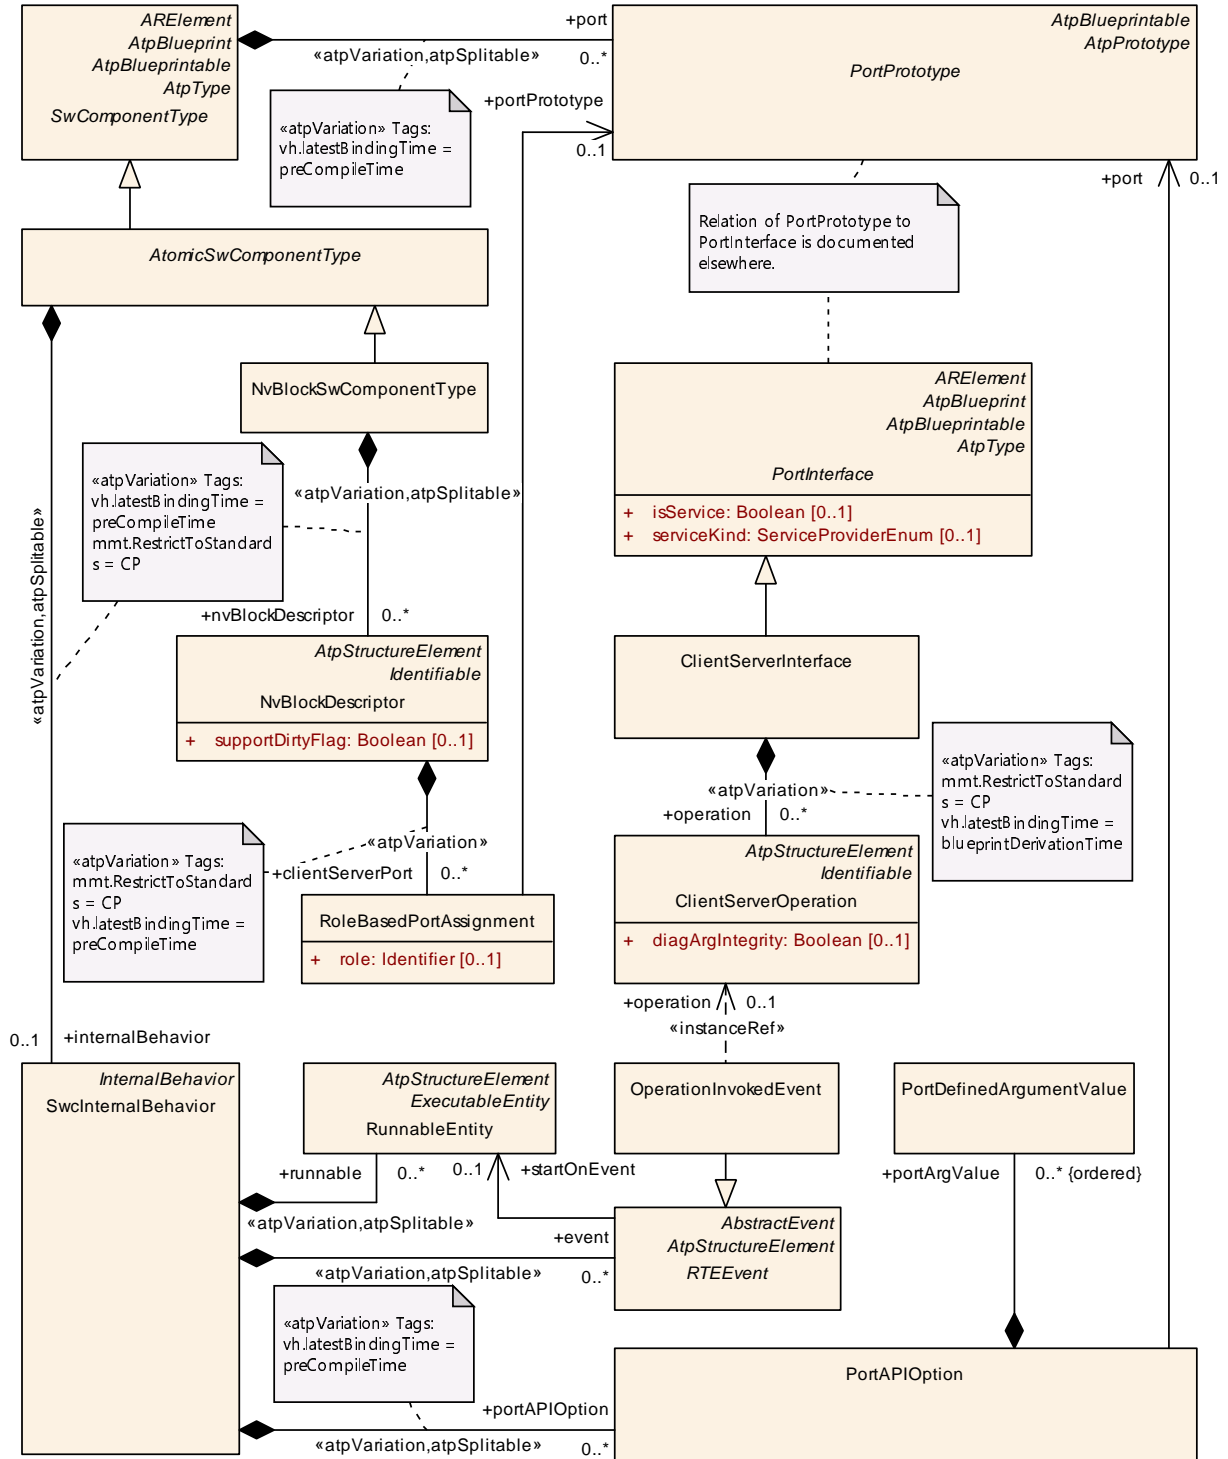 ARElement
AtpBlueprint
AtpBlueprintable
AtpType
SwComponentType
+port
«atpVariation,atpSplitable»
0..*
AtpBlueprintable
AtpPrototype
PortPrototype
«atpVariation» Tags:
vh.latestBindingTime =
preCompileTime
+portPrototype
0..1
+port
0..1
Relation of PortPrototype to
PortInterface is documented
elsewhere.
AtomicSwComponentType
NvBlockSwComponentType
ARElement
AtpBlueprint
AtpBlueprintable
AtpType
PortInterface
+ isService: Boolean [0..1]
+ serviceKind: ServiceProviderEnum [0..1]
«atpVariation» Tags:
vh.latestBindingTime =
preCompileTime
mmt.RestrictToStandard
s = CP
«atpVariation,atpSplitable»
«atpVariation,atpSplitable»
+nvBlockDescriptor
0..*
AtpStructureElement
Identifiable
NvBlockDescriptor
+ supportDirtyFlag: Boolean [0..1]
ClientServerInterface
«atpVariation» Tags:
mmt.RestrictToStandard
s = CP
vh.latestBindingTime =
blueprintDerivationTime
«atpVariation»
+operation
0..*
«atpVariation» Tags:
mmt.RestrictToStandard
s = CP
vh.latestBindingTime =
preCompileTime
«atpVariation»
+clientServerPort
0..*
AtpStructureElement
Identifiable
ClientServerOperation
+ diagArgIntegrity: Boolean [0..1]
RoleBasedPortAssignment
+ role: Identifier [0..1]
+operation
0..1
«instanceRef»
0..1
+internalBehavior
InternalBehavior
SwcInternalBehavior
AtpStructureElement
ExecutableEntity
RunnableEntity
OperationInvokedEvent
PortDefinedArgumentValue
+runnable
0..*
0..1
+startOnEvent
+portArgValue
0..* {ordered}
«atpVariation,atpSplitable»
+event
«atpVariation,atpSplitable»
0..*
AbstractEvent
AtpStructureElement
RTEEvent
«atpVariation» Tags:
vh.latestBindingTime =
preCompileTime
PortAPIOption
+portAPIOption
«atpVariation,atpSplitable»
0..*